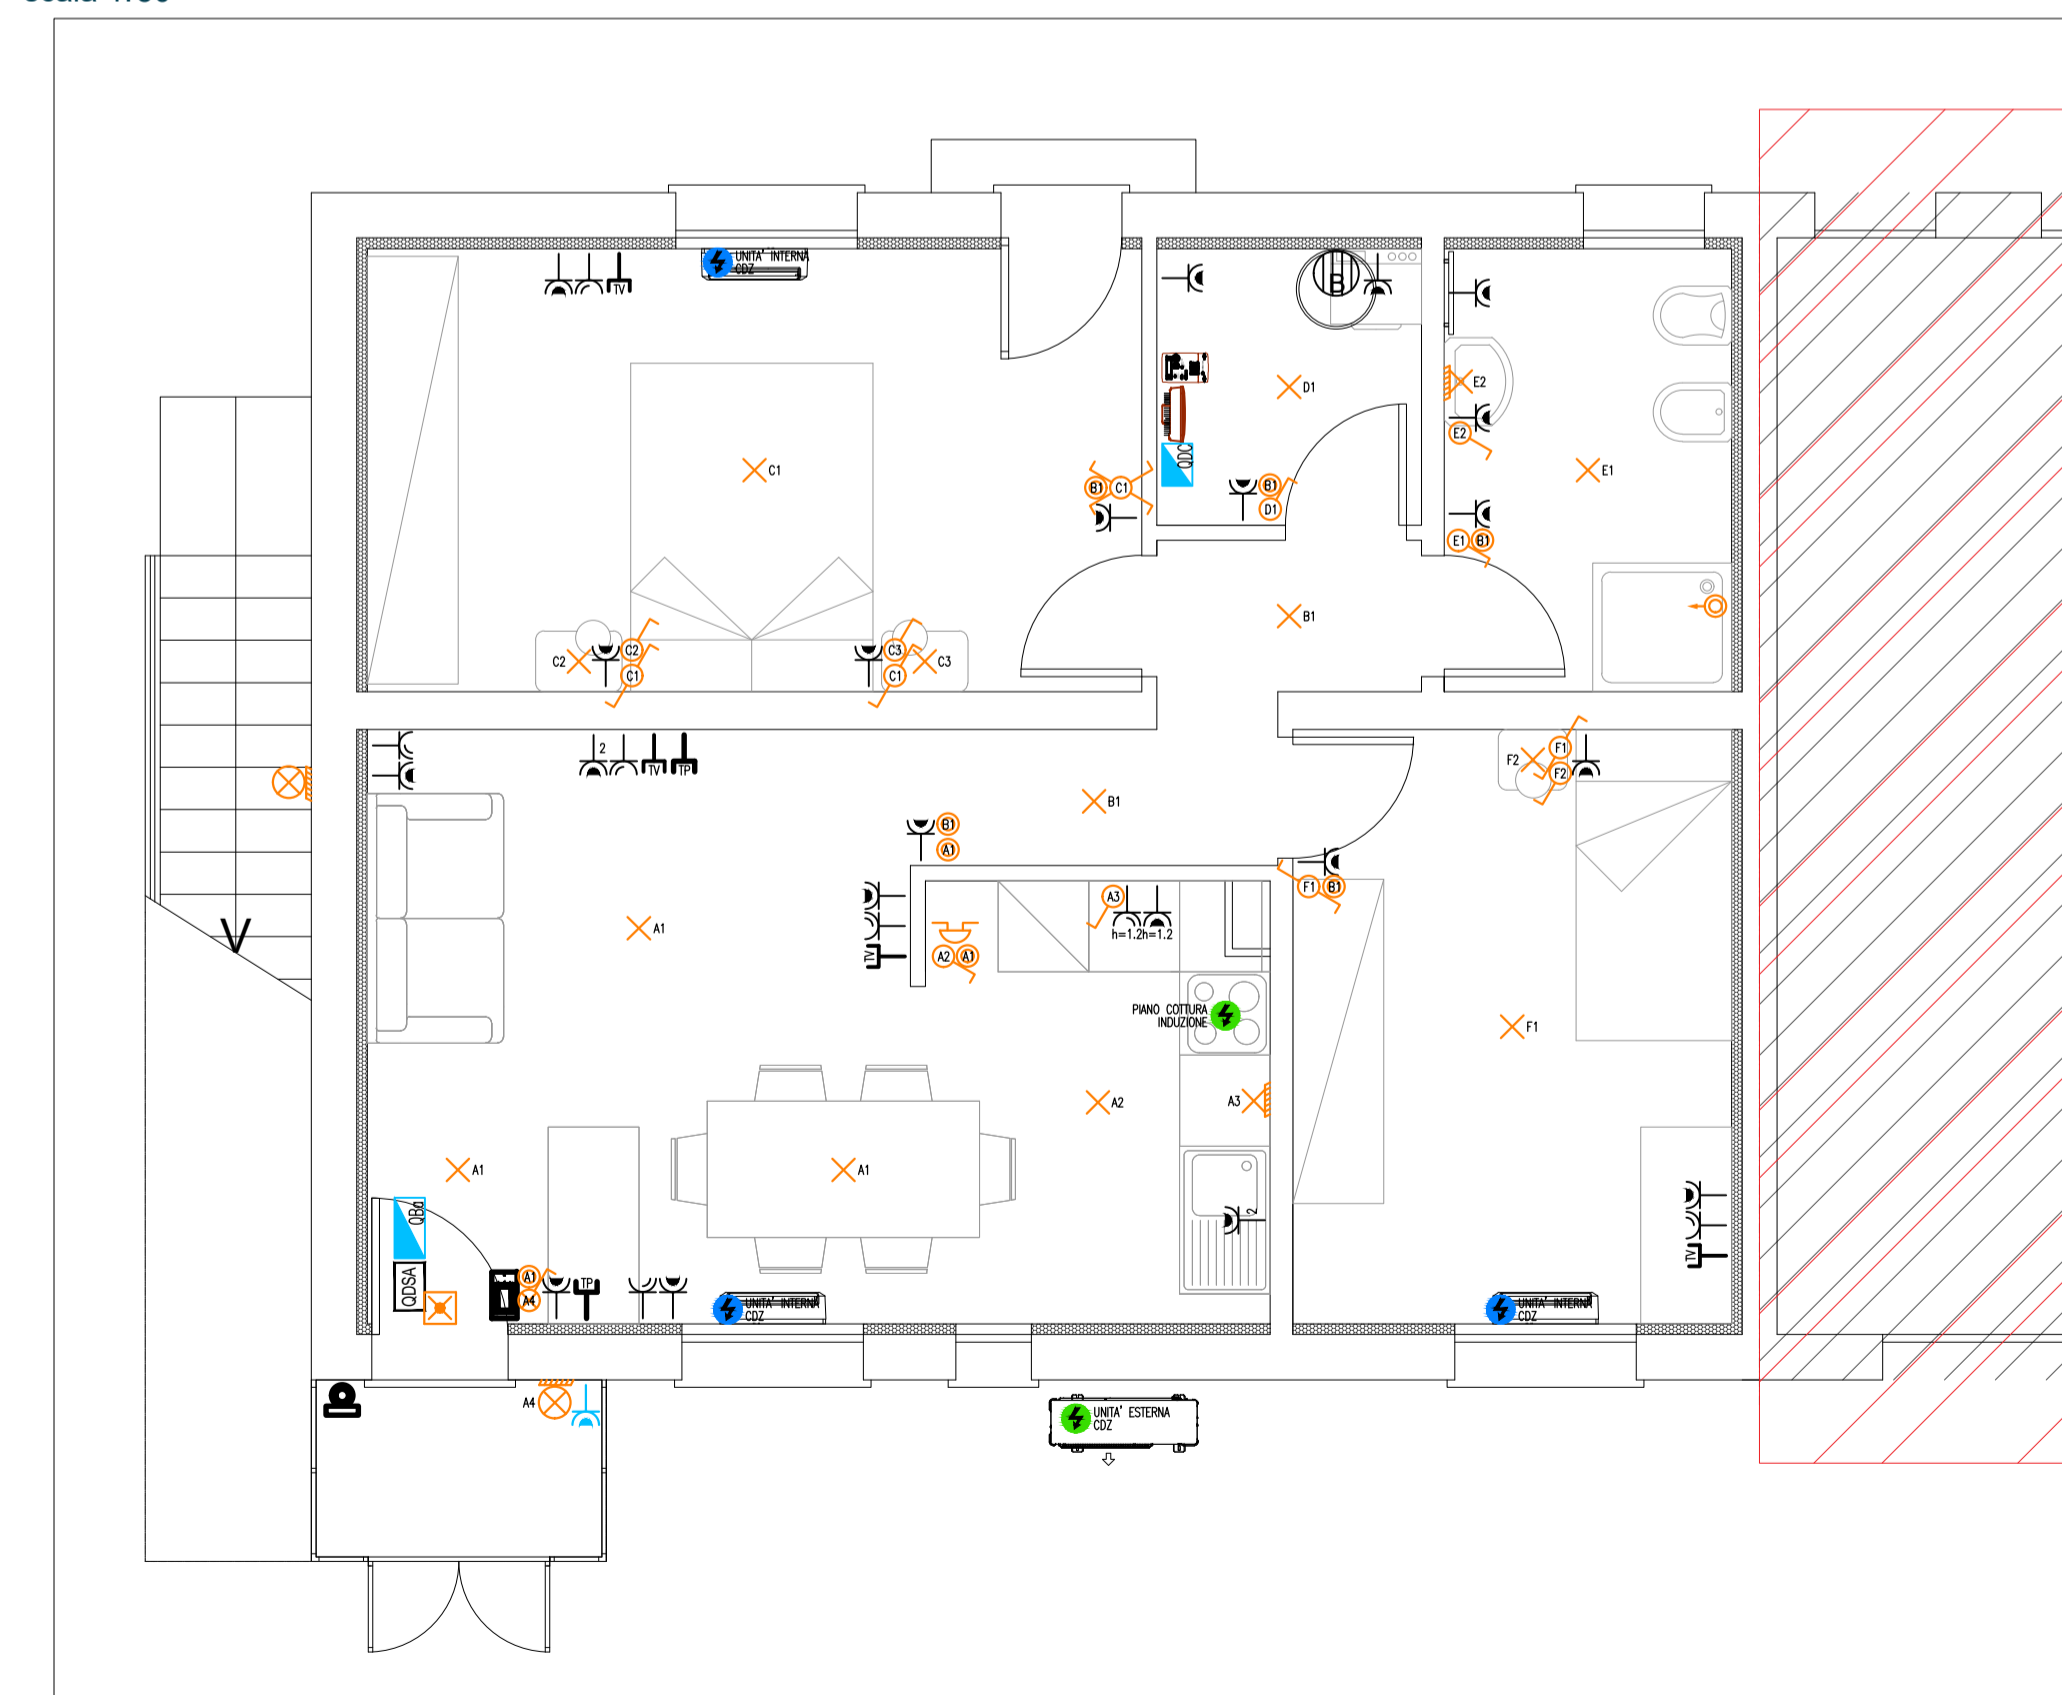 UNITA' INTERNA
CDZ
TV
B
D1
E2
E2
QDC
C1
B1
C1
B1
D1
E1
E1
B1
B1
C2
C2
C1
C3
C1
C3
2
TV
TP
F2
F1
F2
B1
B1
A1
A1
V
TV
A3
h=1.2h=1.2
A2
A1
F1
B1
PIANO COTTURA
INDUZIONE
F1
A2
A3
A1
A1
QBd
QDSA
A1
A4
TP
2
TV
UNITA' INTERNA
CDZ
UNITA' INTERNA
CDZ
A4
UNITA' ESTERNA
CDZ